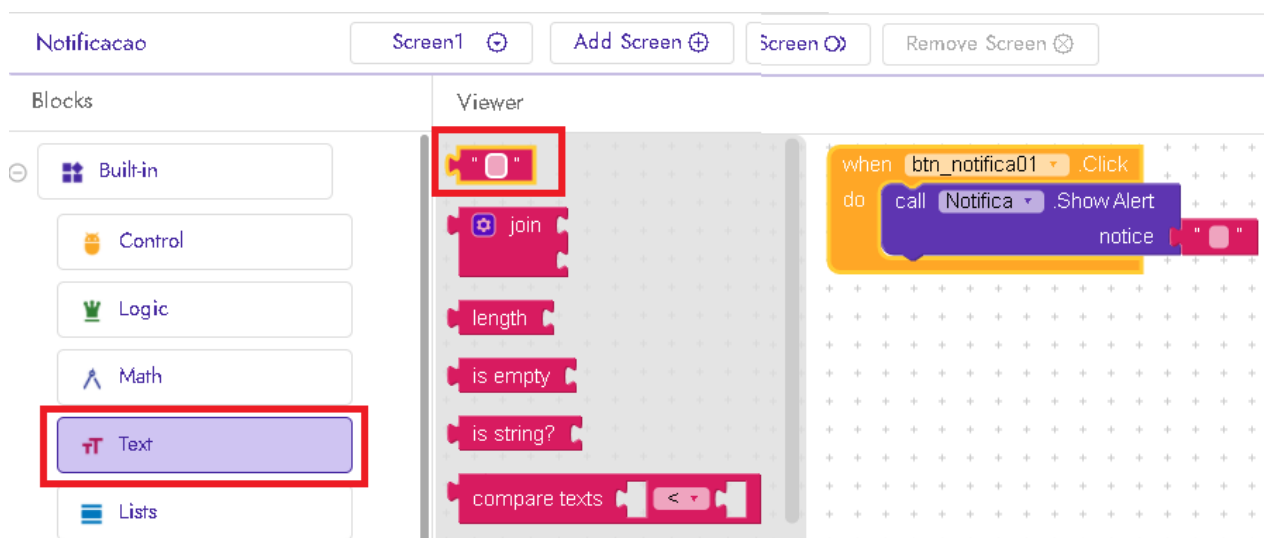 Notificacao Screen1 Add Screen Screen Remove Screen
Blocks
Viewer
Built-in
Control
Logic
Math
Text
Lists
" "
join
length
is empty
is string?
compare texts <
when btn_notifica01 .Click
do call Notifica .Show Alert
notice " "